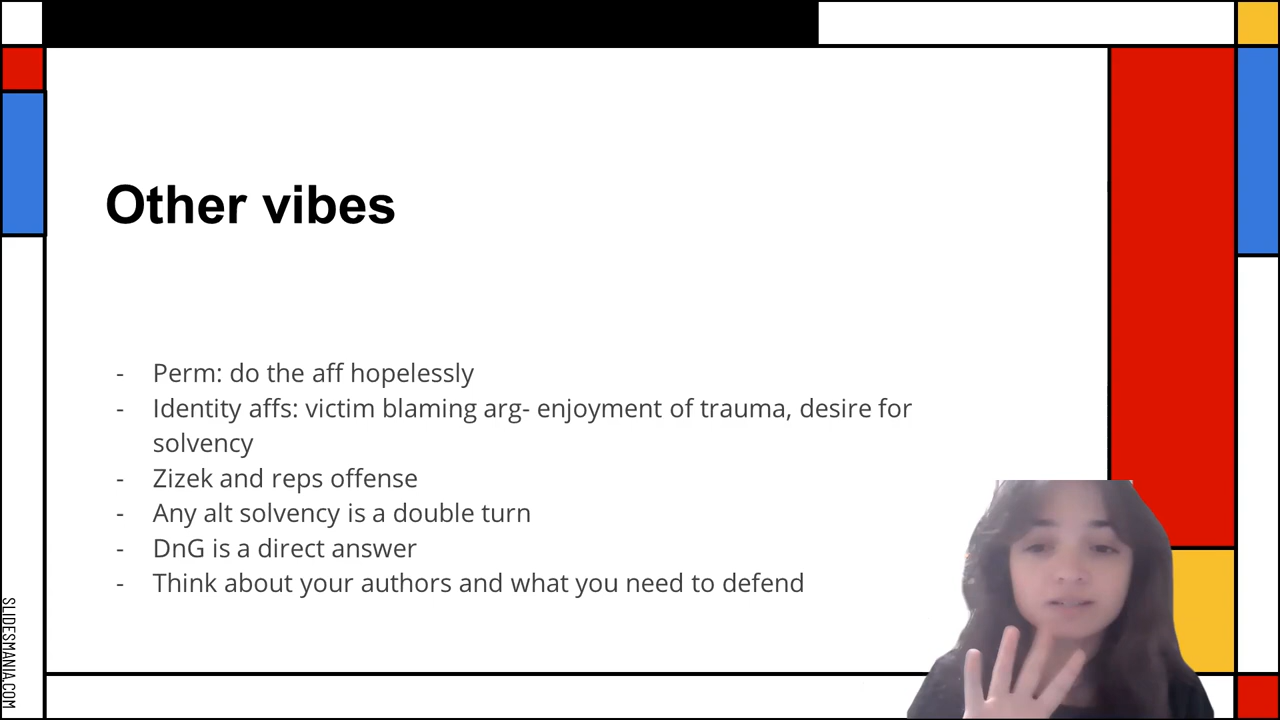 Other vibes
- Perm: do the aff hopelessly
- Identity affs: victim blaming arg- enjoyment of trauma, desire for
solvency
- Zizek and reps offense
- Any alt solvency is a double turn
- DnG is a direct answer
- Think about your authors and what you need to defend
SLIDESMANIA.COM